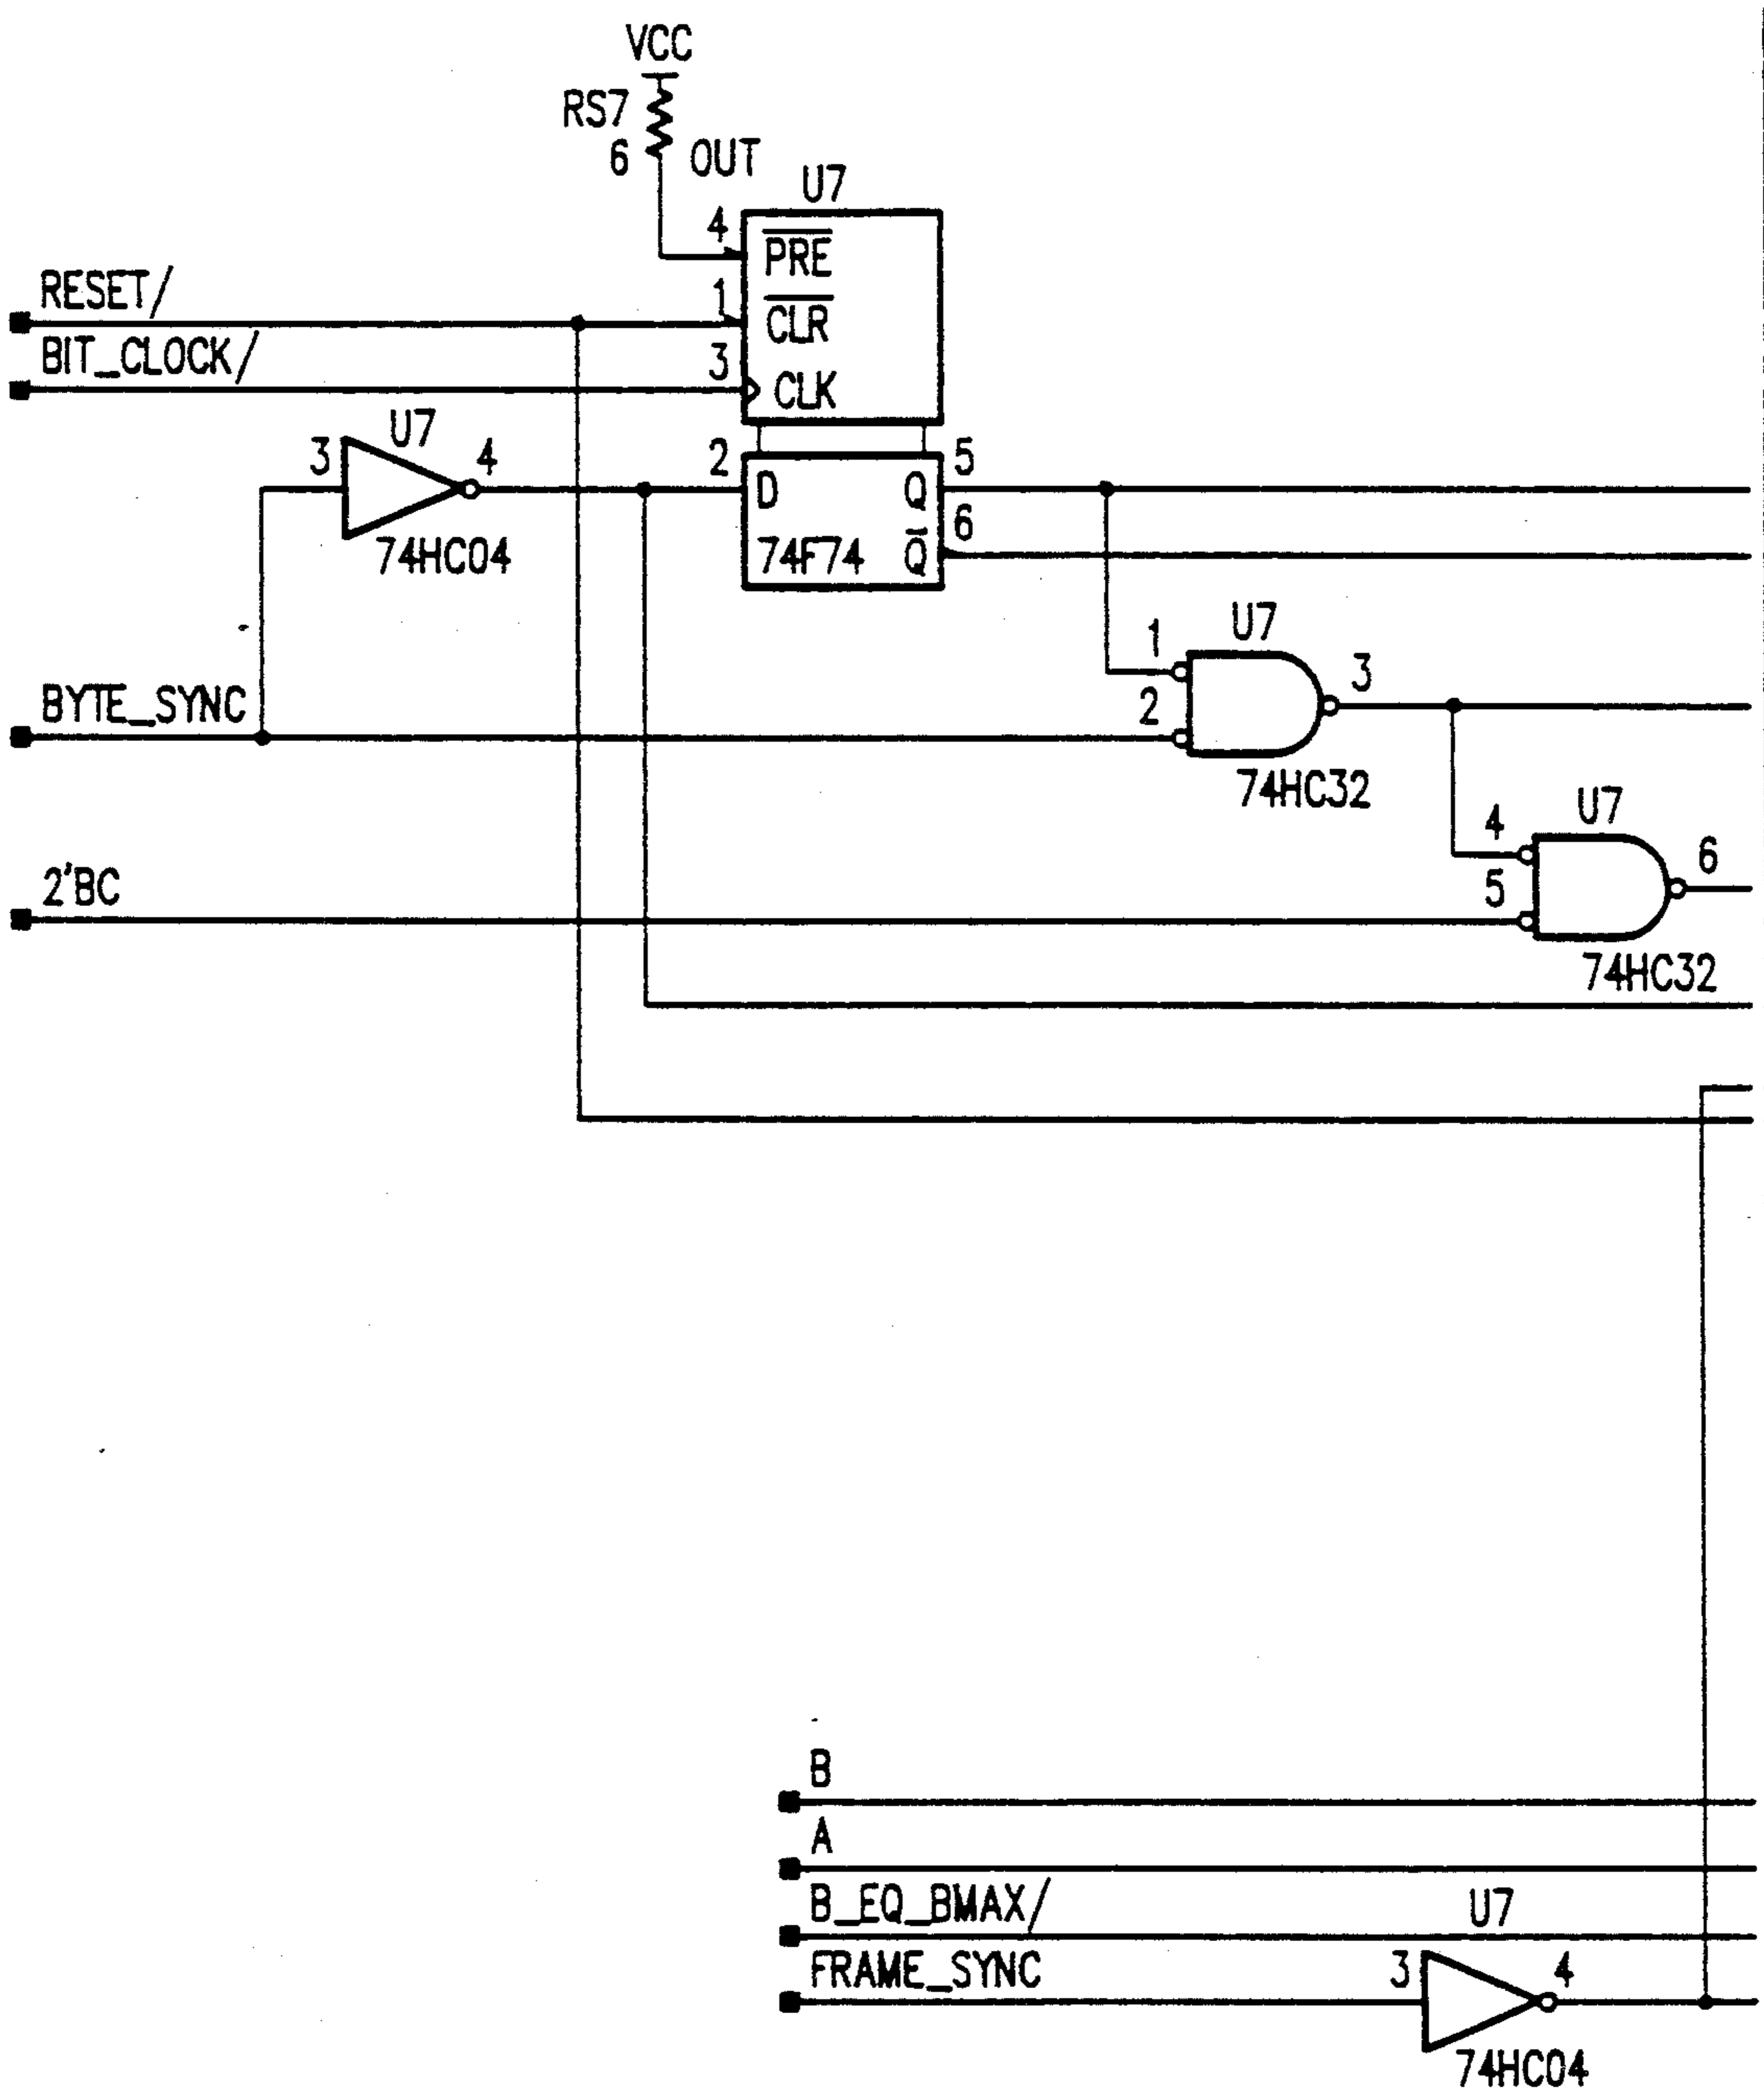 VCC
RS7
6 OUT
U7
4 PRE
RESET/
1 CLR
BIT_CLOCK/
3 CLK
U7
3 4
2 D Q 5
6
74HC04
74F74 Q
U7
1
3
BYTE_SYNC
2
74HC32
U7
4
6
2'BC
5
74HC32
B
A
B_EQ_BMAX/
U7
FRAME_SYNC
3 4
74HC04